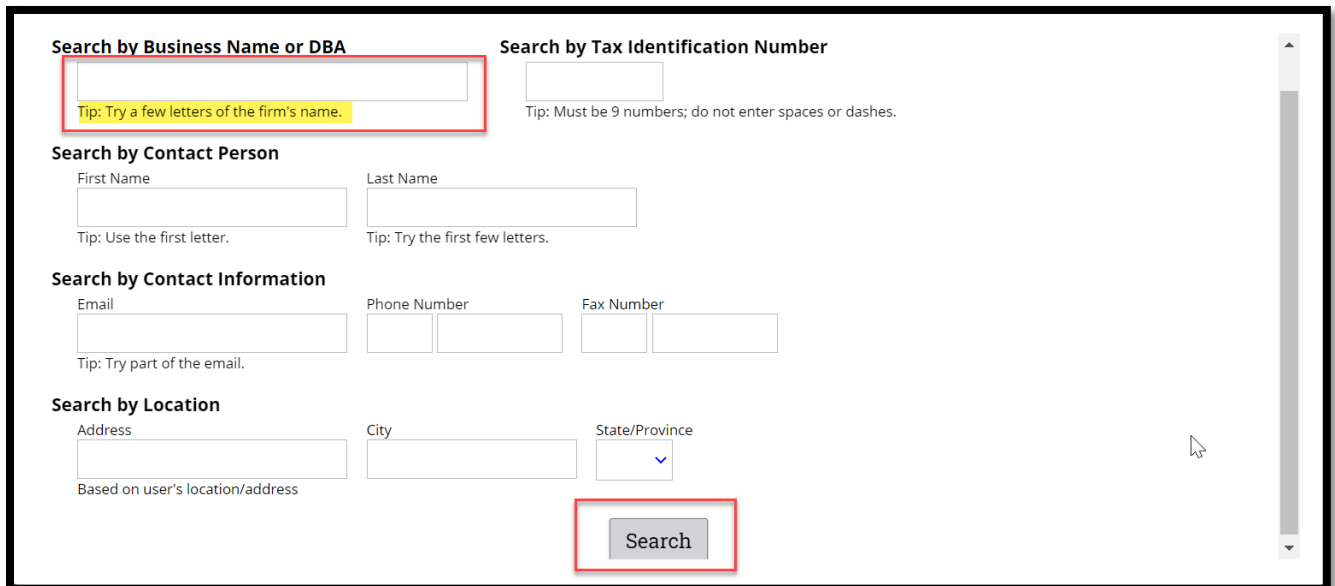 Search by Business Name or DBA
Search by Tax Identification Number
Tip: Try a few letters of the firm's name.
Tip: Must be 9 numbers; do not enter spaces or dashes.
Search by Contact Person
First Name
Last Name
Tip: Use the first letter.
Tip: Try the first few letters.
Search by Contact Information
Email
Phone Number
Fax Number
Tip: Try part of the email.
Search by Location
Address
City
State/Province
Based on user's location/address
Search